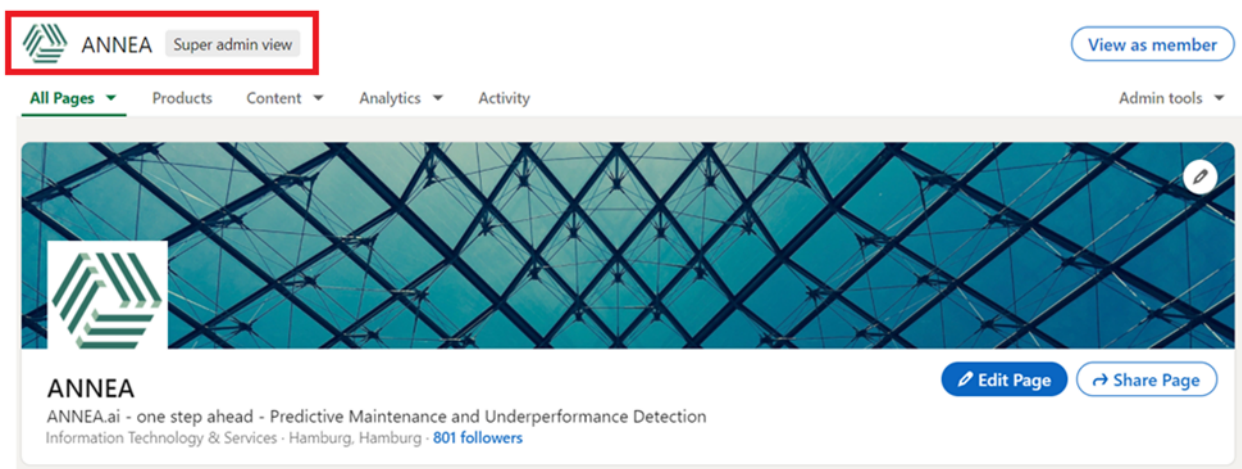 ANNEA Super admin view View as member
All Pages Products Content Analytics Activity Admin tools
Edit Page Share Page
ANNEA
ANNEA.ai - one step ahead - Predictive Maintenance and Underperformance Detection
Information Technology & Services · Hamburg, Hamburg · 801 followers